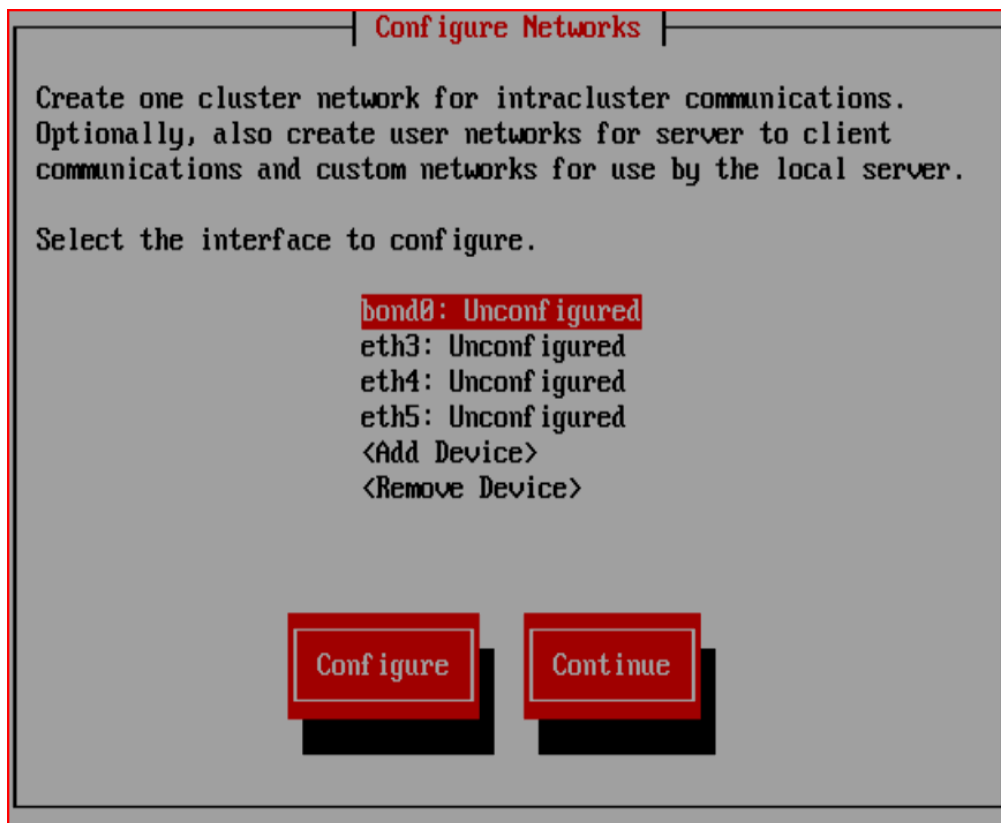 Configure Networks
Create one cluster network for intracluster communications.
Optionally, also create user networks for server to client
communications and custom networks for use by the local server.
Select the interface to configure.
bond0: Unconfigured
eth3: Unconfigured
eth4: Unconfigured
eth5: Unconfigured
<Add Device>
<Remove Device>
Configure
Continue